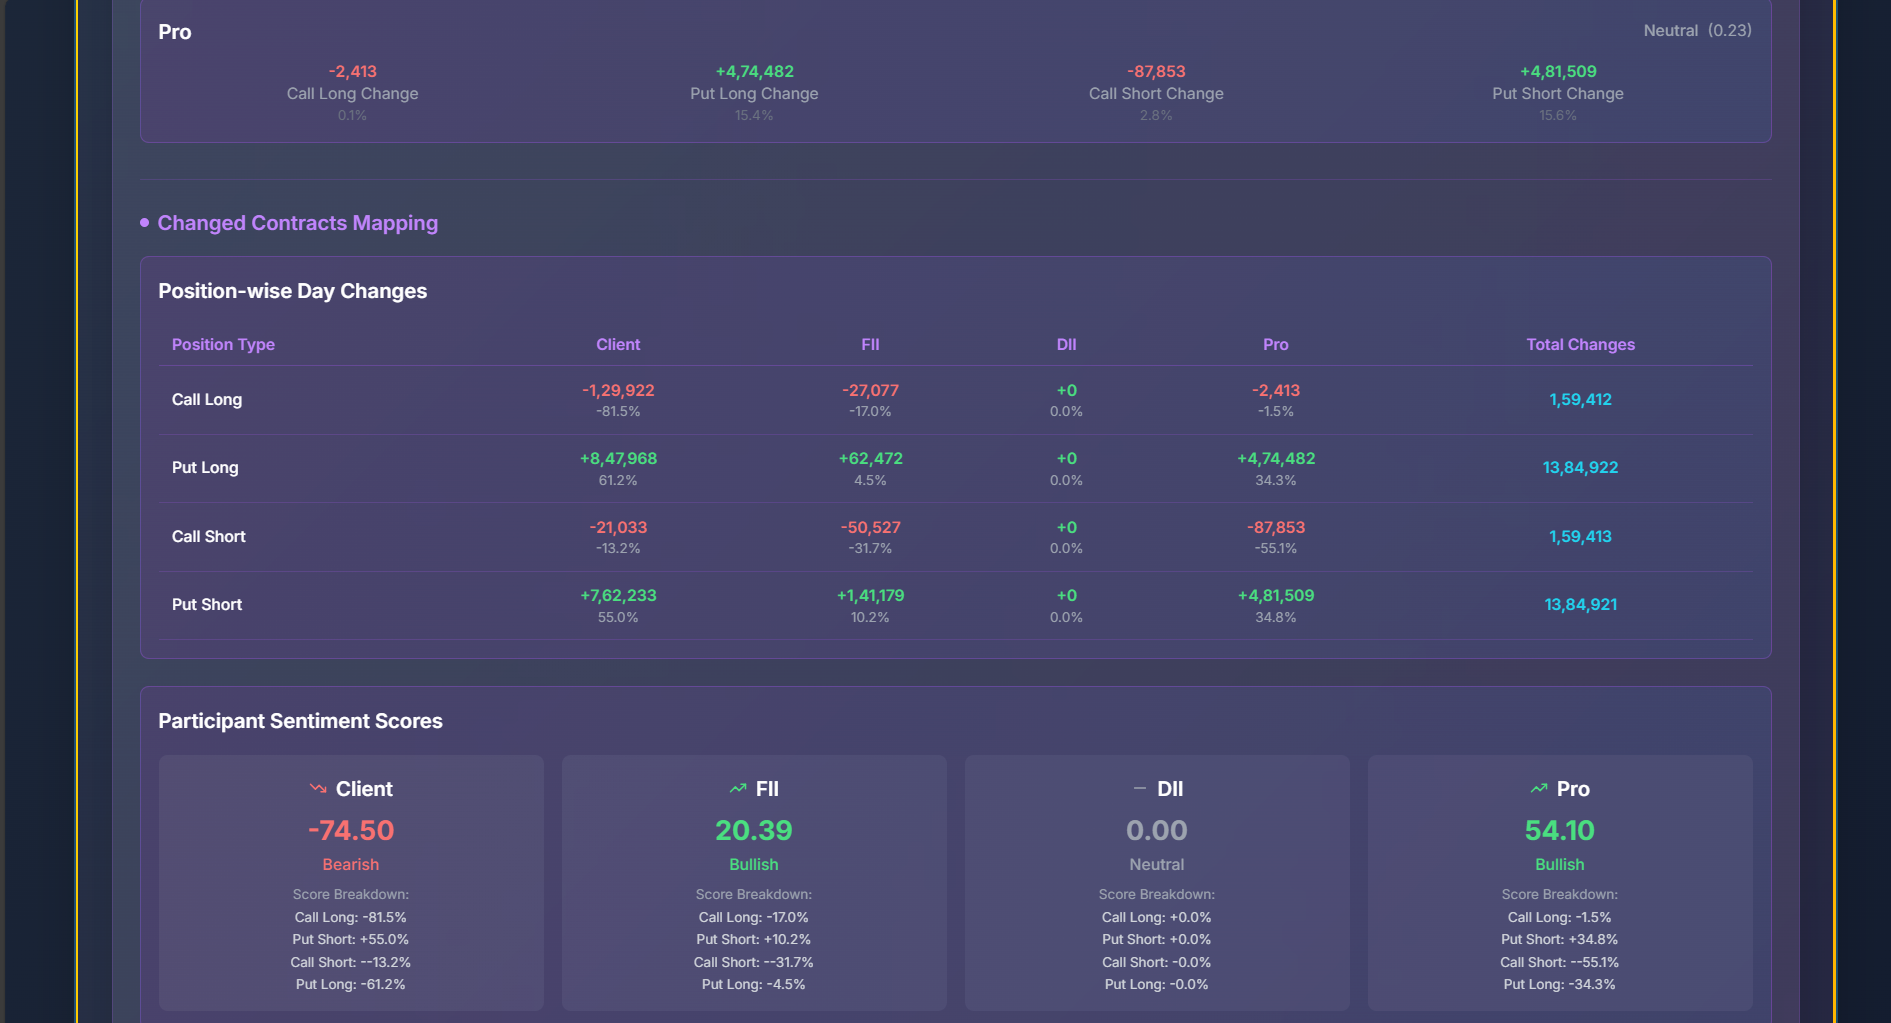 Pro
Neutral (0.23)
-2,413 +4,74,482 -87,853 +4,81,509
Call Long Change Put Long Change Call Short Change Put Short Change
0.1% 15.4% 2.8% 15.6%
Changed Contracts Mapping
Position-wise Day Changes
Position Type Client FII DII Pro Total Changes
Call Long -1,29,922 -27,077 +0 -2,413 1,59,412
-81.5% -17.0% 0.0% -1.5%
Put Long +8,47,968 +62,472 +0 +4,74,482 13,84,922
61.2% 4.5% 0.0% 34.3%
Call Short -21,033 -50,527 +0 -87,853 1,59,413
-13.2% -31.7% 0.0% -55.1%
Put Short +7,62,233 +1,41,179 +0 +4,81,509 13,84,921
55.0% 10.2% 0.0% 34.8%
Participant Sentiment Scores
Client
-74.50
Bearish
Score Breakdown:
Call Long: -81.5%
Put Short: +55.0%
Call Short: --13.2%
Put Long: -61.2%
FII
20.39
Bullish
Score Breakdown:
Call Long: -17.0%
Put Short: +10.2%
Call Short: --31.7%
Put Long: -4.5%
DII
0.00
Neutral
Score Breakdown:
Call Long: +0.0%
Put Short: +0.0%
Call Short: -0.0%
Put Long: -0.0%
Pro
54.10
Bullish
Score Breakdown:
Call Long: -1.5%
Put Short: +34.8%
Call Short: --55.1%
Put Long: -34.3%